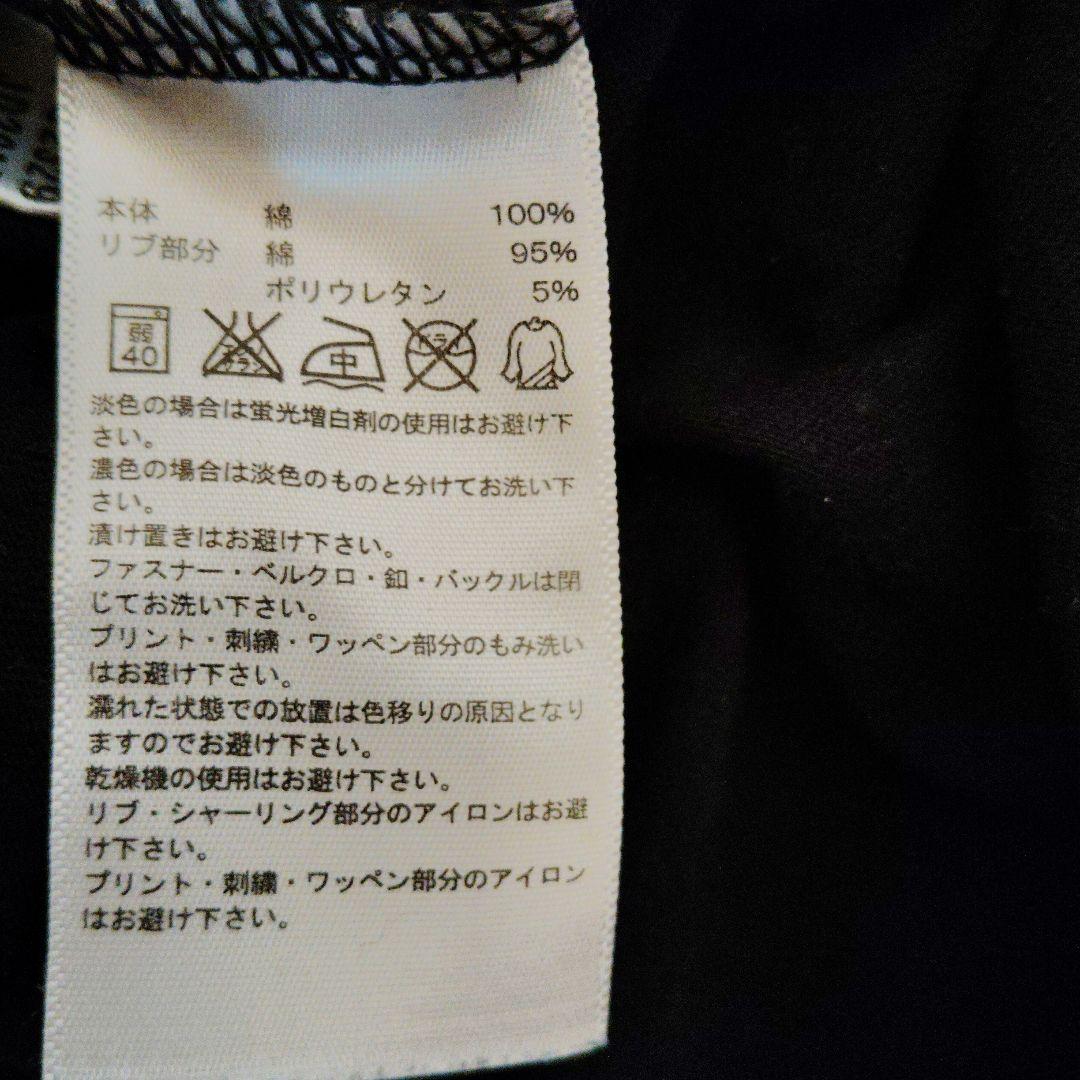 本体 綿 100%
リブ部分 綿 95%
ポリウレタン 5%
弱
40
中
ドライ
淡色の場合は蛍光増白剤の使用はお避け下
さい。
濃色の場合は淡色のものと分けてお洗い下
さい。
漬け置きはお避け下さい。
ファスナー・ベルクロ・釦・バックルは閉
じてお洗い下さい。
プリント・刺繍・ワッペン部分のもみ洗い
はお避け下さい。
濡れた状態での放置は色移りの原因となり
ますのでお避け下さい。
乾燥機の使用はお避け下さい。
リブ・シャーリング部分のアイロンはお避
け下さい。
プリント・刺繍・ワッペン部分のアイロン
はお避け下さい。